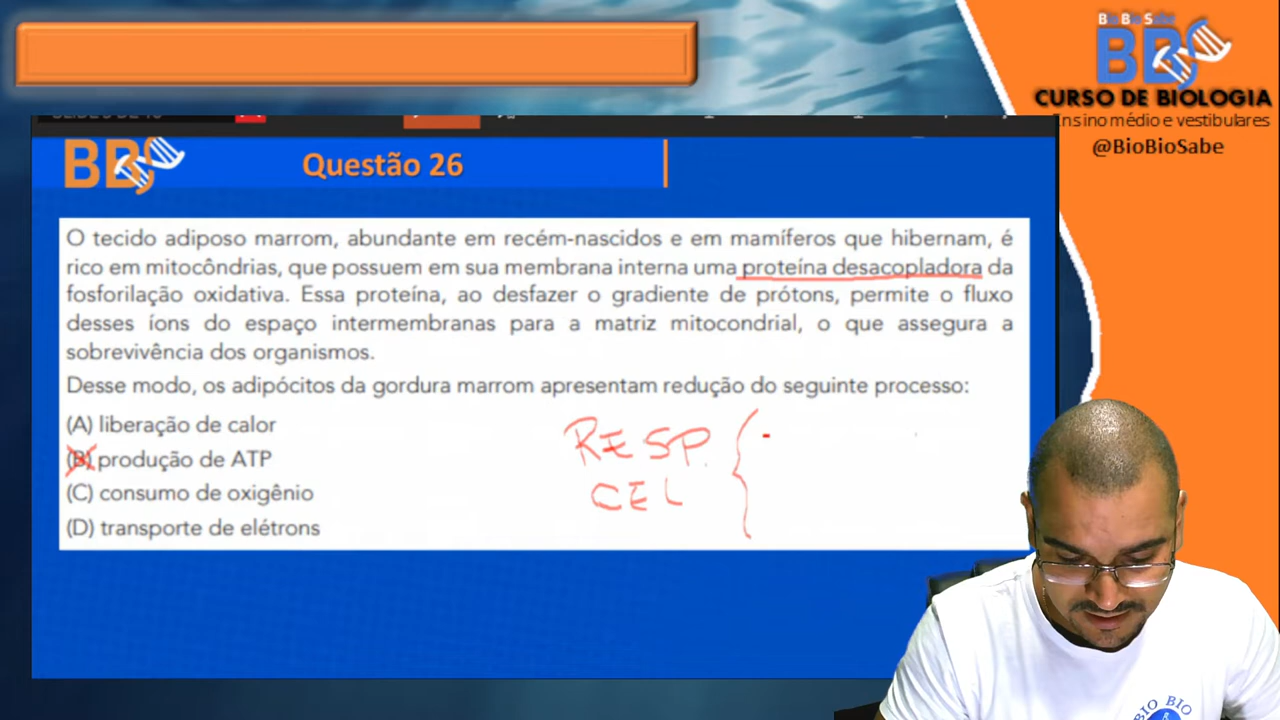 Bio Bio Sabe
BBS
CURSO DE BIOLOGIA
Ensino médio e vestibulares
@BioBioSabe
BBS
Questão 26
O tecido adiposo marrom, abundante em recém-nascidos e em mamíferos que hibernam, é
rico em mitocôndrias, que possuem em sua membrana interna uma proteína desacopladora da
fosforilação oxidativa. Essa proteína, ao desfazer o gradiente de prótons, permite o fluxo
desses íons do espaço intermembranas para a matriz mitocondrial, o que assegura a
sobrevivência dos organismos.
Desse modo, os adipócitos da gordura marrom apresentam redução do seguinte processo:
(A) liberação de calor
(B) produção de ATP
(C) consumo de oxigênio
(D) transporte de elétrons
RESP.
CEL
BIO BIO